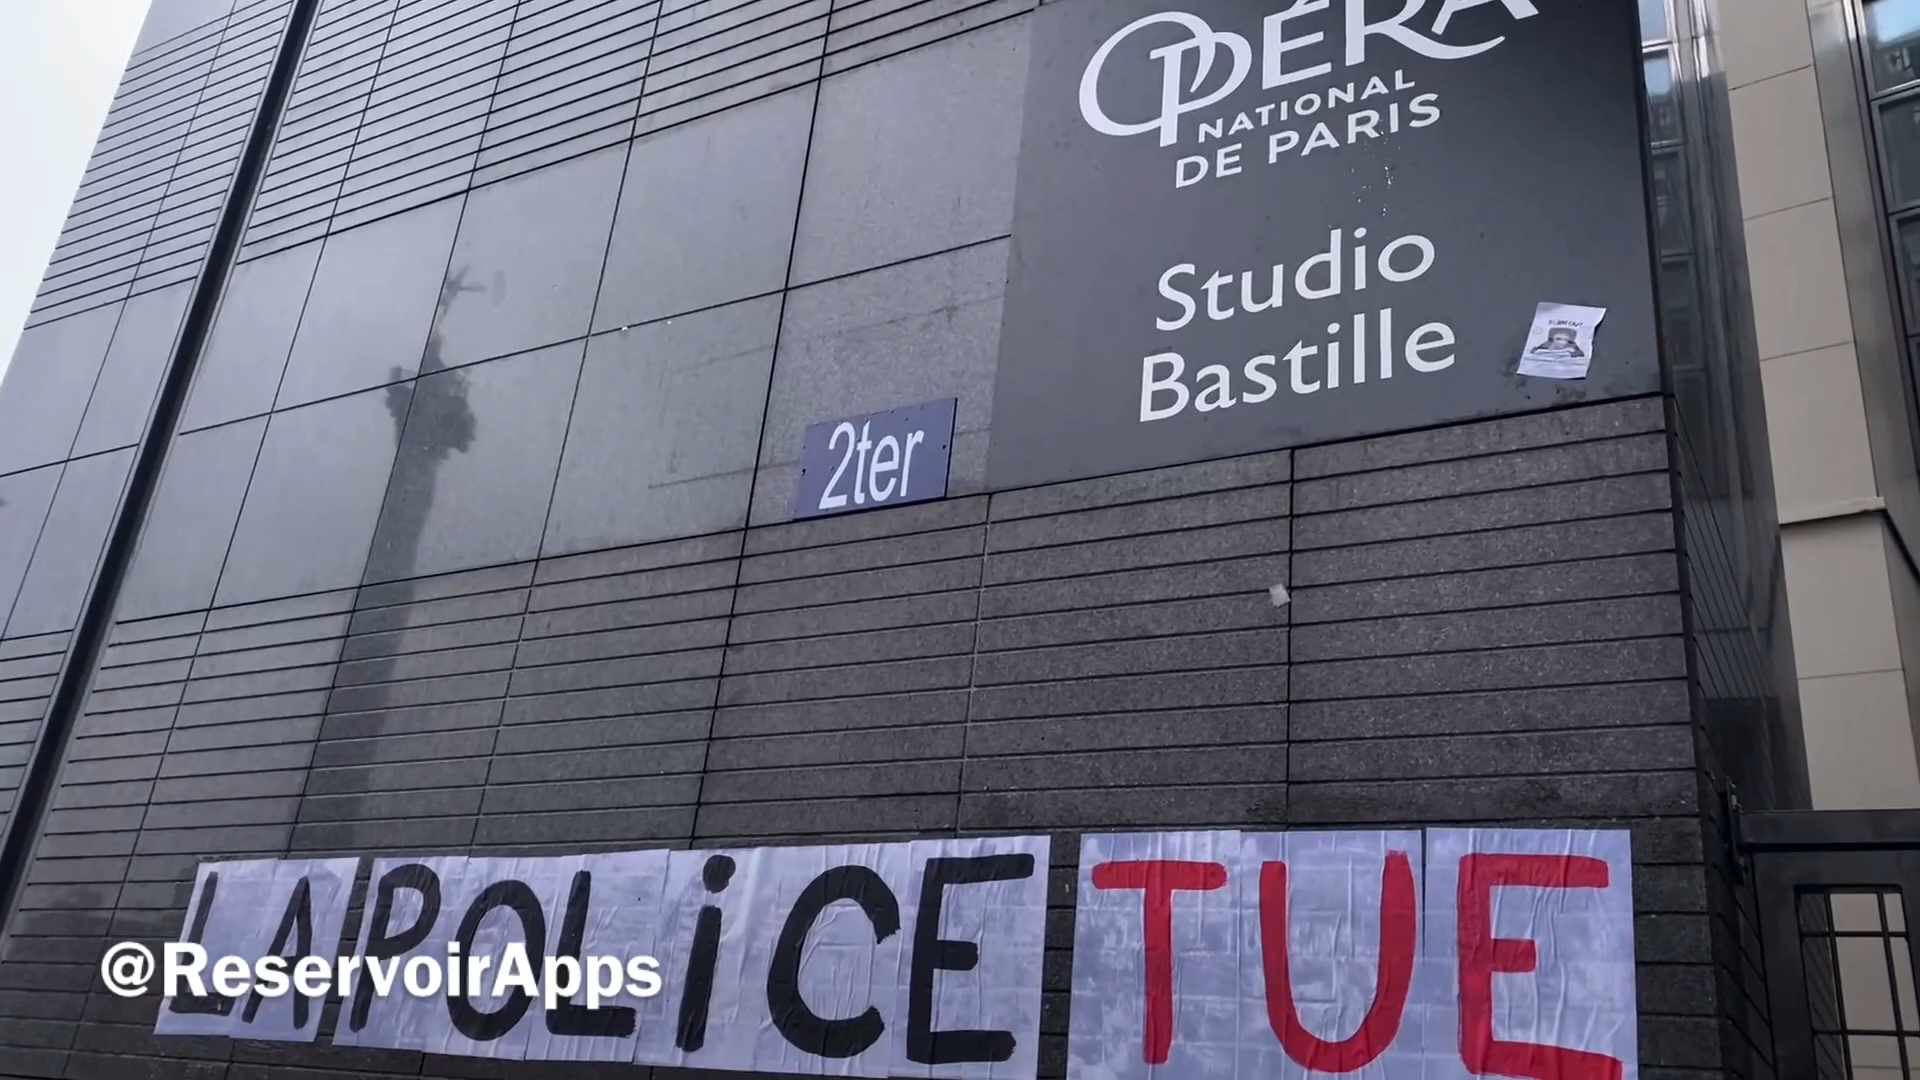 OPÉRA
NATIONAL
DE PARIS
Studio
Bastille
2ter
LA POLiCE TUE
@ReservoirApps